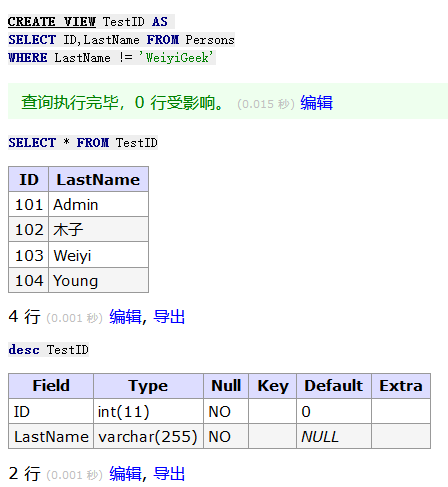 CREATE VIEW TestID AS
SELECT ID,LastName FROM Persons
WHERE LastName != 'WeiyiGeek'
查询执行完毕，0 行受影响。 (0.015 秒) 编辑
SELECT * FROM TestID
ID LastName
101 Admin
102 木子
103 Weiyi
104 Young
4 行 (0.001 秒) 编辑, 导出
desc TestID
Field Type Null Key Default Extra
ID int(11) NO 0
LastName varchar(255) NO NULL
2 行 (0.001 秒) 编辑, 导出